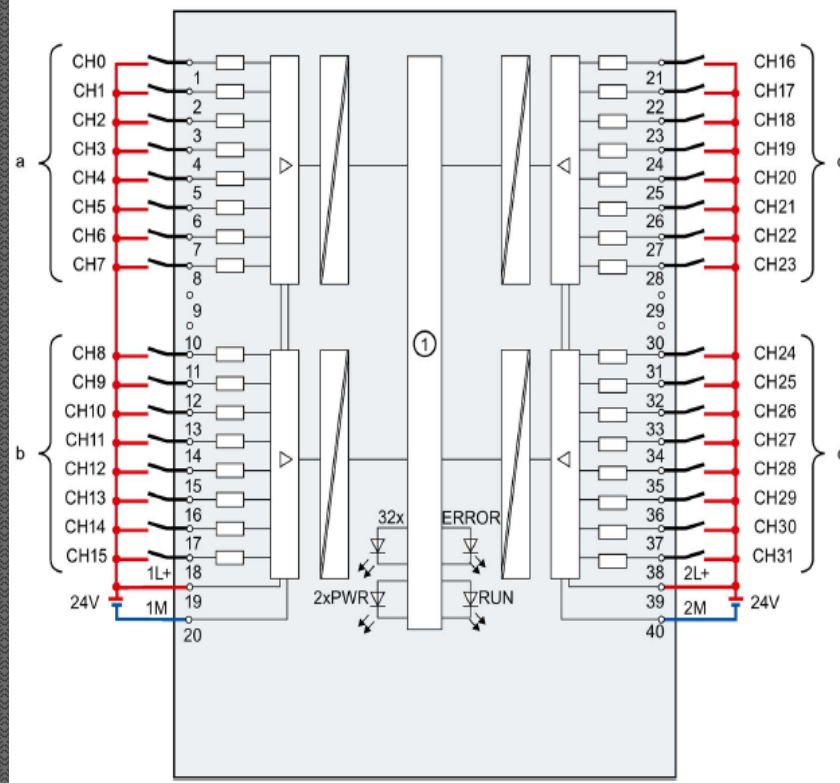 CH0 CH16
1 21
CH1 CH17
2 22
CH2 CH18
3 23
CH3 CH19
a
4 24
CH4 CH20
5 25
CH5 CH21
6 26
CH6 CH22
7 27
CH7 CH23
8 28
9 29
10 30
①
CH8 CH24
11 31
CH9 CH25
12 32
CH10 CH26
13 33
CH11 CH27
b
14 34
CH12 CH28
15 35
CH13 CH29
16 32x ERROR 36
CH14 CH30
17 37
CH15 CH31
1L+ 18 38 2L+
24V 1M 19 2xPWR RUN 39 2M 24V
20 40